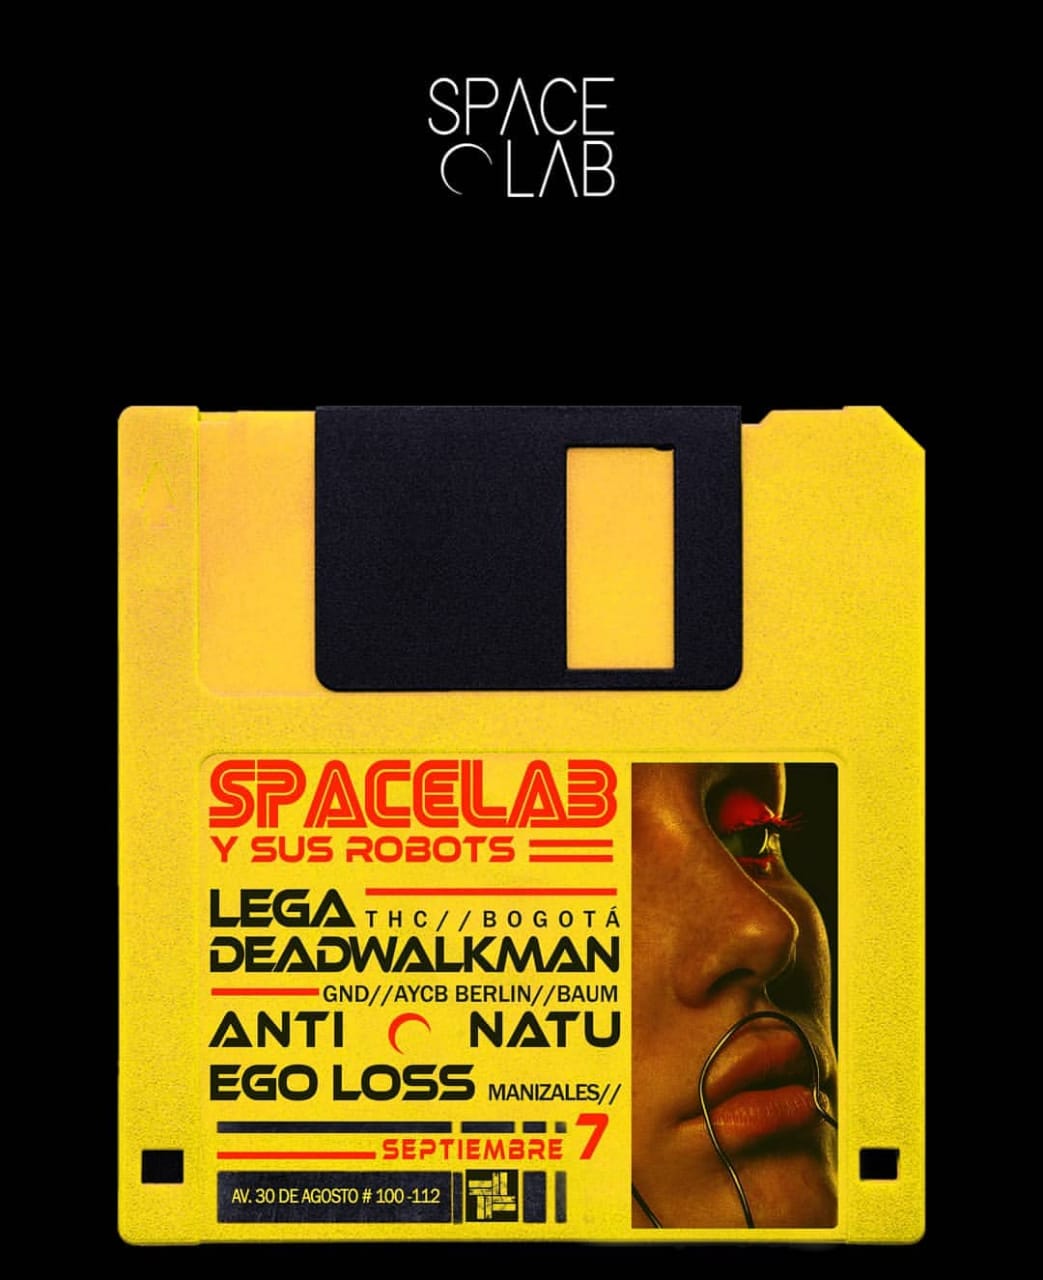 SPACE
LAB
SPACELAB
Y SUS ROBOTS
LEGA THC//BOGOTÁ
DEADWALKMAN
GND//AYCB BERLIN//BAUM
ANTI NATU
EGO LOSS MANIZALES//
SEPTIEMBRE 7
AV. 30 DE AGOSTO # 100 -112